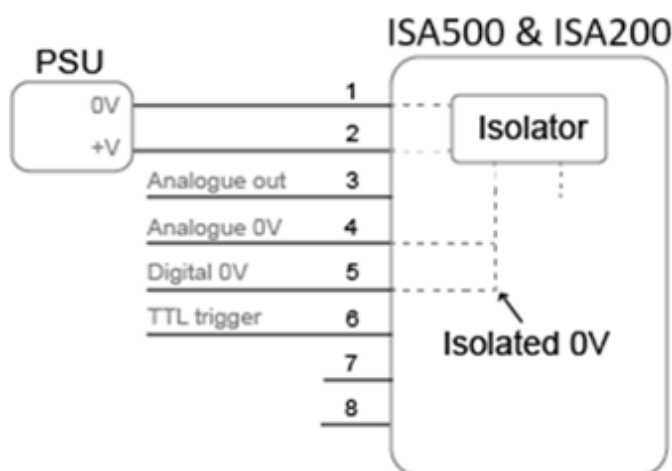 ISA500 & ISA200
PSU
0V
+V
1
2
Isolator
Analogue out 3
Analogue 0V 4
Digital 0V 5
TTL trigger 6
Isolated 0V
7
8